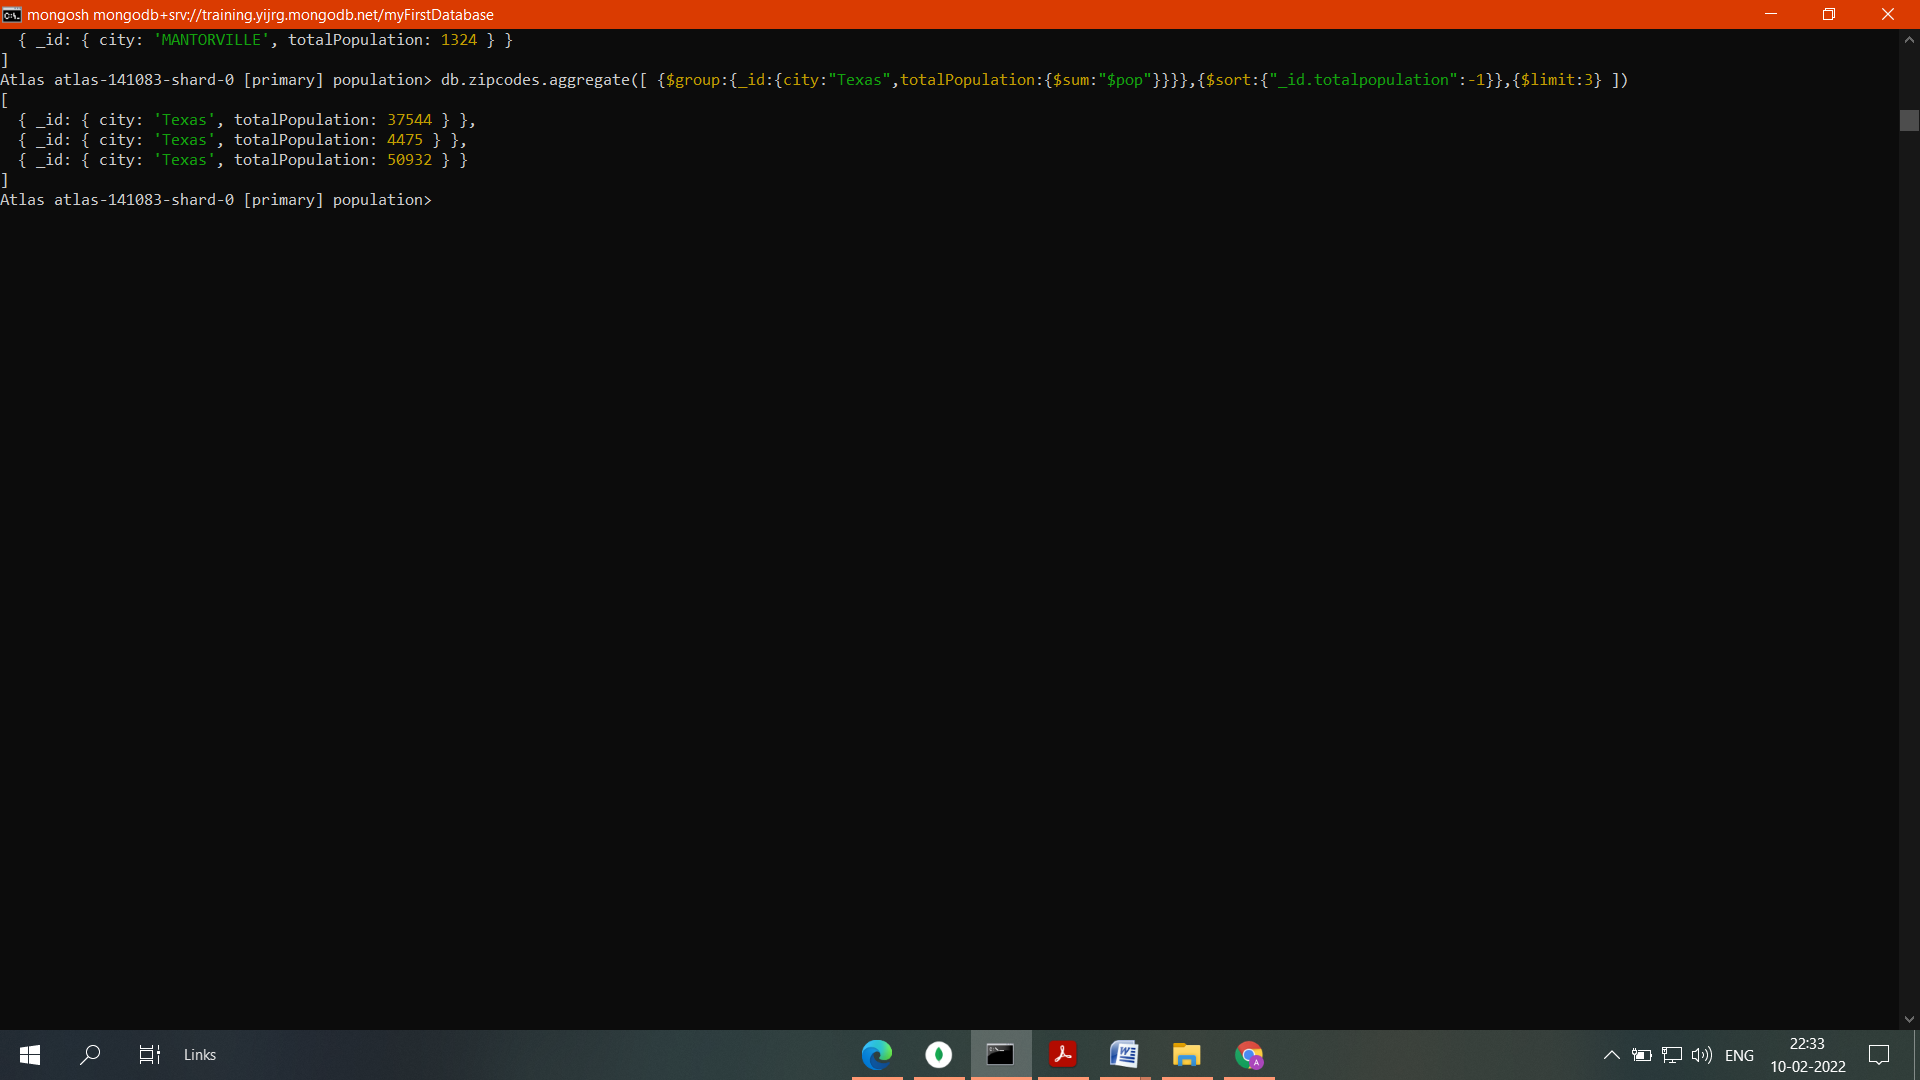 mongosh mongodb+srv://training.yijrg.mongodb.net/myFirstDatabase
{ _id: { city: 'MANTORVILLE', totalPopulation: 1324 } }
]
Atlas atlas-141083-shard-0 [primary] population> db.zipcodes.aggregate([ {$group:{_id:{city:"Texas",totalPopulation:{$sum:"$pop"}}}},{$sort:{"_id.totalpopulation":-1}},{$limit:3} ])
[
  { _id: { city: 'Texas', totalPopulation: 37544 } },
  { _id: { city: 'Texas', totalPopulation: 4475 } },
  { _id: { city: 'Texas', totalPopulation: 50932 } }
]
Atlas atlas-141083-shard-0 [primary] population>
Links
ENG
22:33
10-02-2022